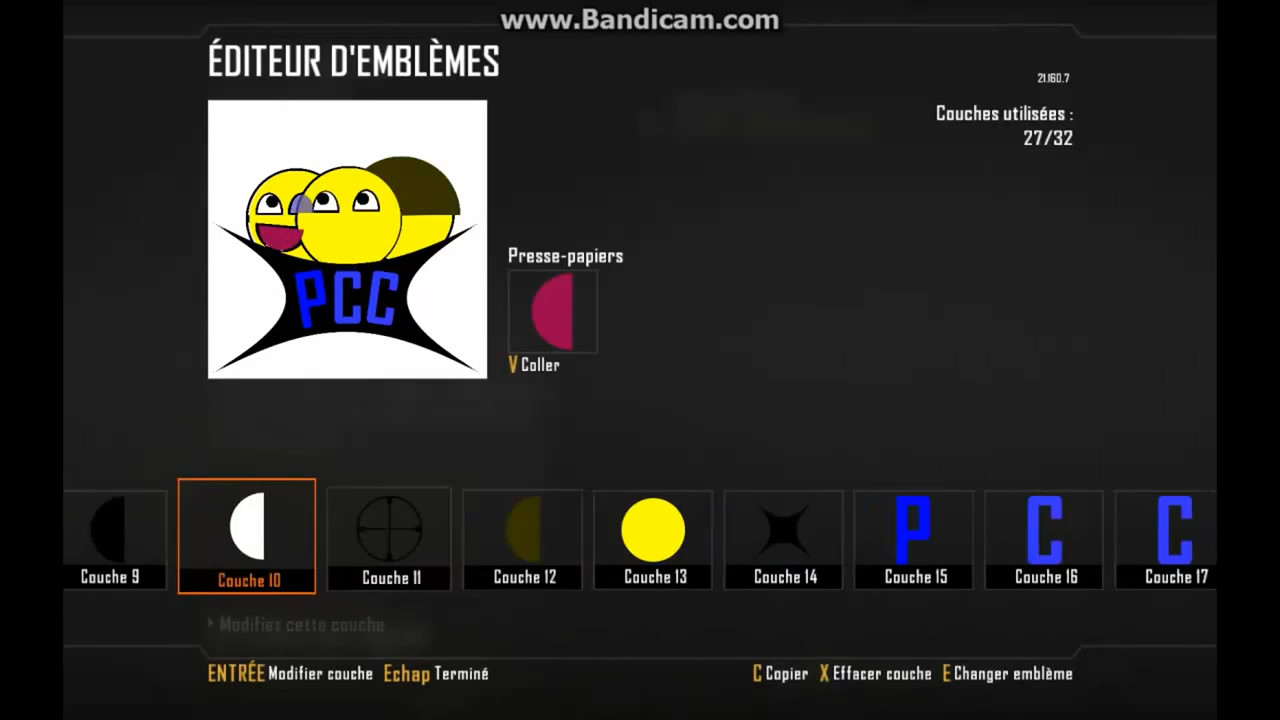 www.Bandicam.com
ÉDITEUR D'EMBLÈMES
21.160.7
Couches utilisées :
27/32
PCC
Presse-papiers
V Coller
P C C
Couche 9 Couche 10 Couche 11 Couche 12 Couche 13 Couche 14 Couche 15 Couche 16 Couche 17
Modifiez cette couche
ENTRÉE Modifier couche Echap Terminé C Copier X Effacer couche E Changer emblème